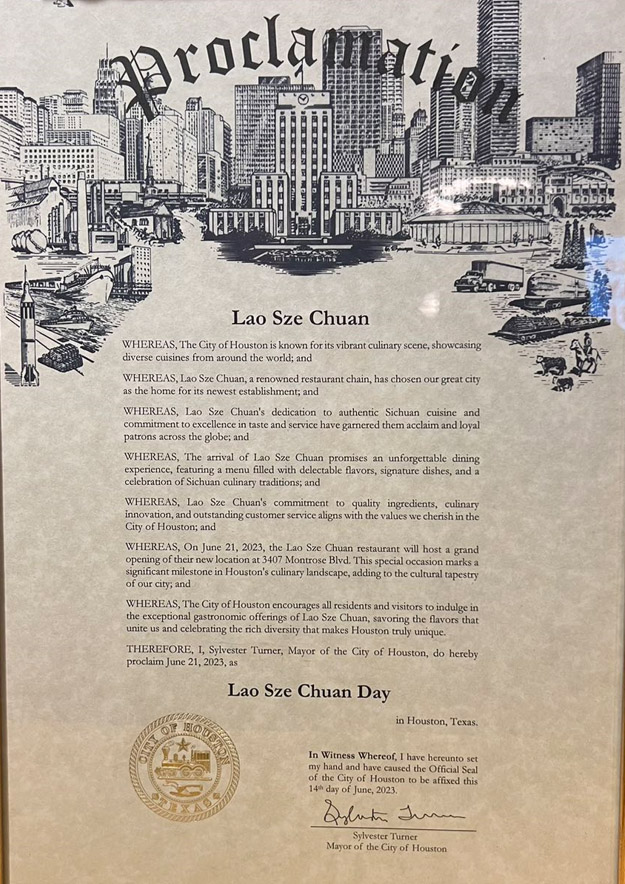 Proclamation
Lao Sze Chuan
WHEREAS, The City of Houston is known for its vibrant culinary scene, showcasing
diverse cuisines from around the world; and
WHEREAS, Lao Sze Chuan, a renowned restaurant chain, has chosen our great city
as the home for its newest establishment; and
WHEREAS, Lao Sze Chuan's dedication to authentic Sichuan cuisine and
commitment to excellence in taste and service have garnered them acclaim and loyal
patrons across the globe; and
WHEREAS, The arrival of Lao Sze Chuan promises an unforgettable dining
experience, featuring a menu filled with delectable flavors, signature dishes, and a
celebration of Sichuan culinary traditions; and
WHEREAS, Lao Sze Chuan's commitment to quality ingredients, culinary
innovation, and outstanding customer service aligns with the values we cherish in the
City of Houston; and
WHEREAS, On June 21, 2023, the Lao Sze Chuan restaurant will host a grand
opening of their new location at 3407 Montrose Blvd. This special occasion marks a
significant milestone in Houston's culinary landscape, adding to the cultural tapestry
of our city; and
WHEREAS, The City of Houston encourages all residents and visitors to indulge in
the exceptional gastronomic offerings of Lao Sze Chuan, savoring the flavors that
unite us and celebrating the rich diversity that makes Houston truly unique.
THEREFORE, I, Sylvester Turner, Mayor of the City of Houston, do hereby
proclaim June 21, 2023, as
Lao Sze Chuan Day
in Houston, Texas.
CITY OF HOUSTON
TEXAS
In Witness Whereof, I have hereunto set
my hand and have caused the Official Seal
of the City of Houston to be affixed this
14th day of June, 2023.
Sylvester Turner
Sylvester Turner
Mayor of the City of Houston